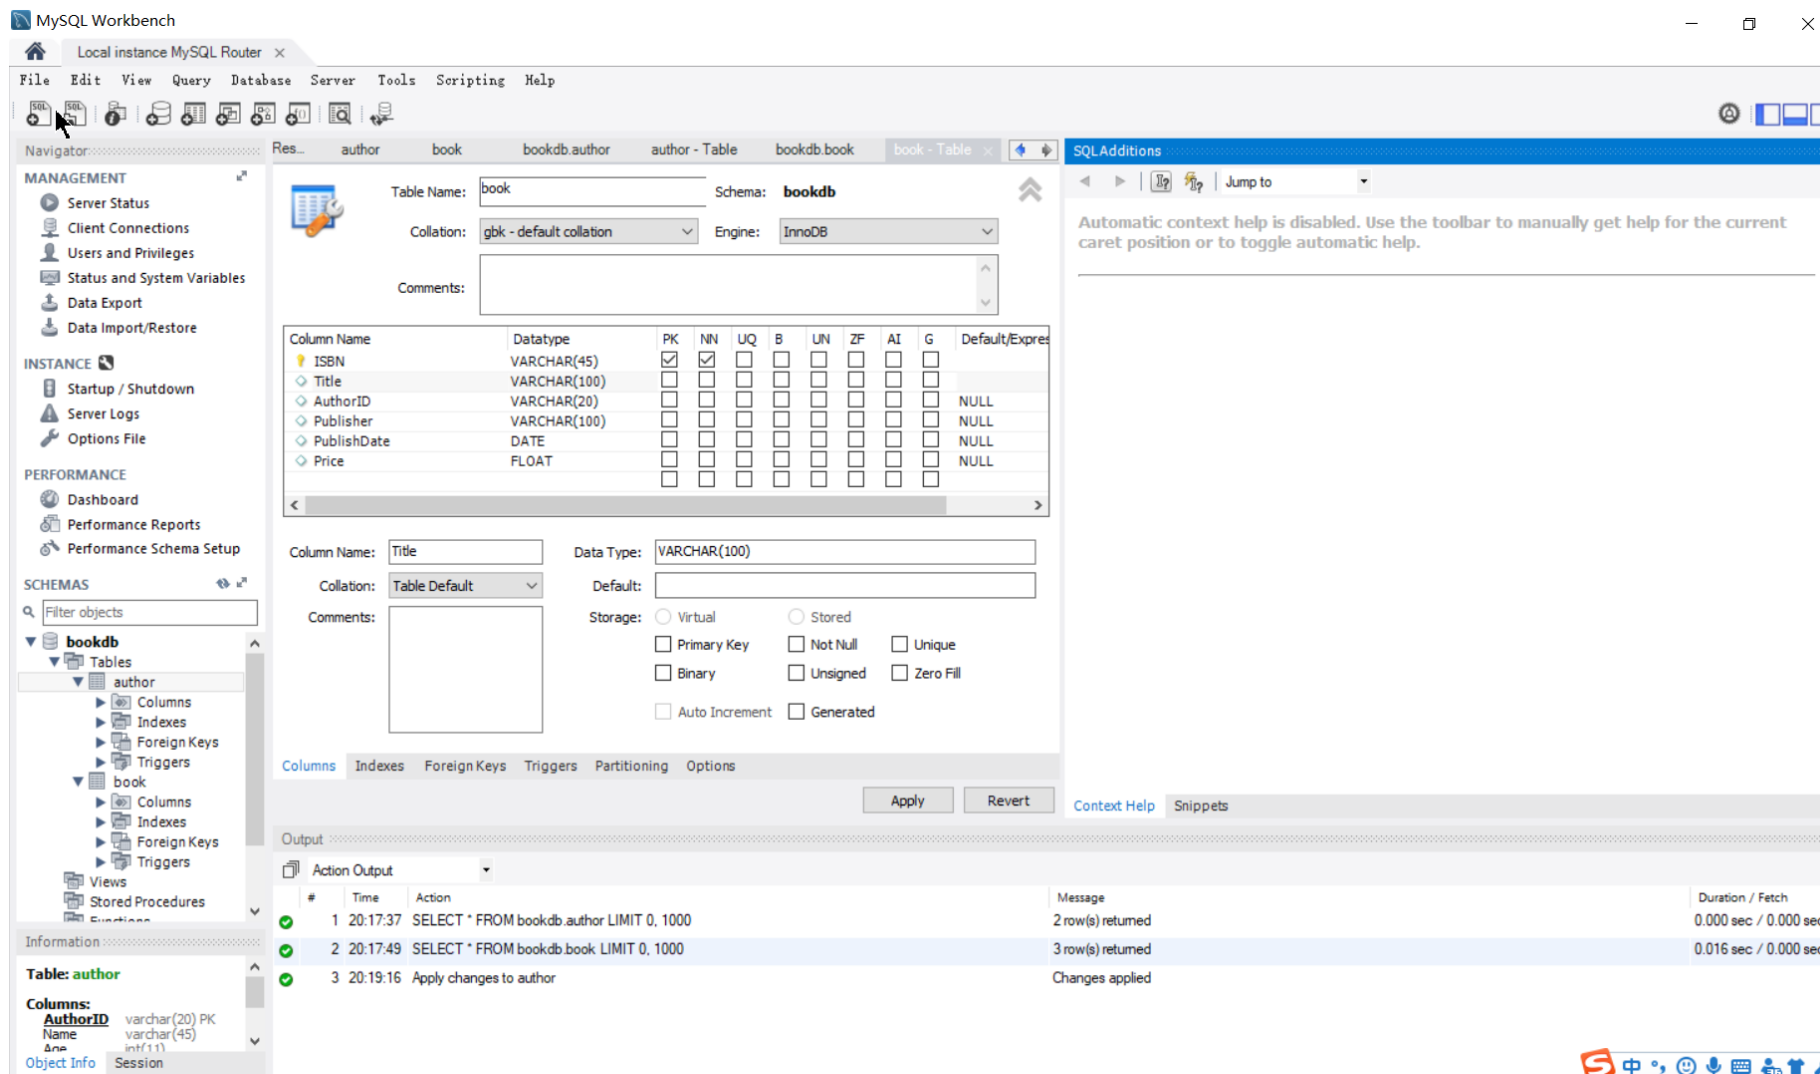 MySQL Workbench
Local instance MySQL Router
File Edit View Query Database Server Tools Scripting Help
Navigator
MANAGEMENT
Server Status
Client Connections
Users and Privileges
Status and System Variables
Data Export
Data Import/Restore
INSTANCE
Startup / Shutdown
Server Logs
Options File
PERFORMANCE
Dashboard
Performance Reports
Performance Schema Setup
SCHEMAS
Filter objects
bookdb
Tables
author
Columns
Indexes
Foreign Keys
Triggers
book
Columns
Indexes
Foreign Keys
Triggers
Views
Stored Procedures
Functions
Information
Table: author
Columns:
AuthorID varchar(20) PK
Name varchar(45)
Age int(11)
Object Info Session
Res... author book bookdb.author author - Table bookdb.book book - Table
Table Name: book Schema: bookdb
Collation: gbk - default collation Engine: InnoDB
Comments:
Column Name Datatype PK NN UQ B UN ZF AI G Default/Expres
ISBN VARCHAR(45)
Title VARCHAR(100)
AuthorID VARCHAR(20) NULL
Publisher VARCHAR(100) NULL
PublishDate DATE NULL
Price FLOAT NULL
Column Name: Title Data Type: VARCHAR(100)
Collation: Table Default Default:
Comments: Storage: Virtual Stored
Primary Key Not Null Unique
Binary Unsigned Zero Fill
Auto Increment Generated
Columns Indexes Foreign Keys Triggers Partitioning Options
Apply Revert
SQLAdditions
Jump to
Automatic context help is disabled. Use the toolbar to manually get help for the current
caret position or to toggle automatic help.
Context Help Snippets
Output
Action Output
# Time Action Message Duration / Fetch
1 20:17:37 SELECT * FROM bookdb.author LIMIT 0, 1000 2 row(s) returned 0.000 sec / 0.000 sec
2 20:17:49 SELECT * FROM bookdb.book LIMIT 0, 1000 3 row(s) returned 0.016 sec / 0.000 sec
3 20:19:16 Apply changes to author Changes applied
中